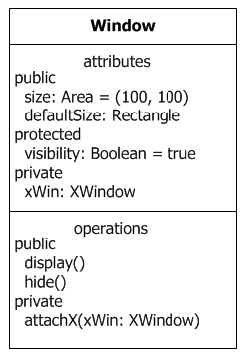 Window
attributes
public
size: Area = (100, 100)
defaultSize: Rectangle
protected
visibility: Boolean = true
private
xWin: XWindow
operations
public
display()
hide()
private
attachX(xWin: XWindow)